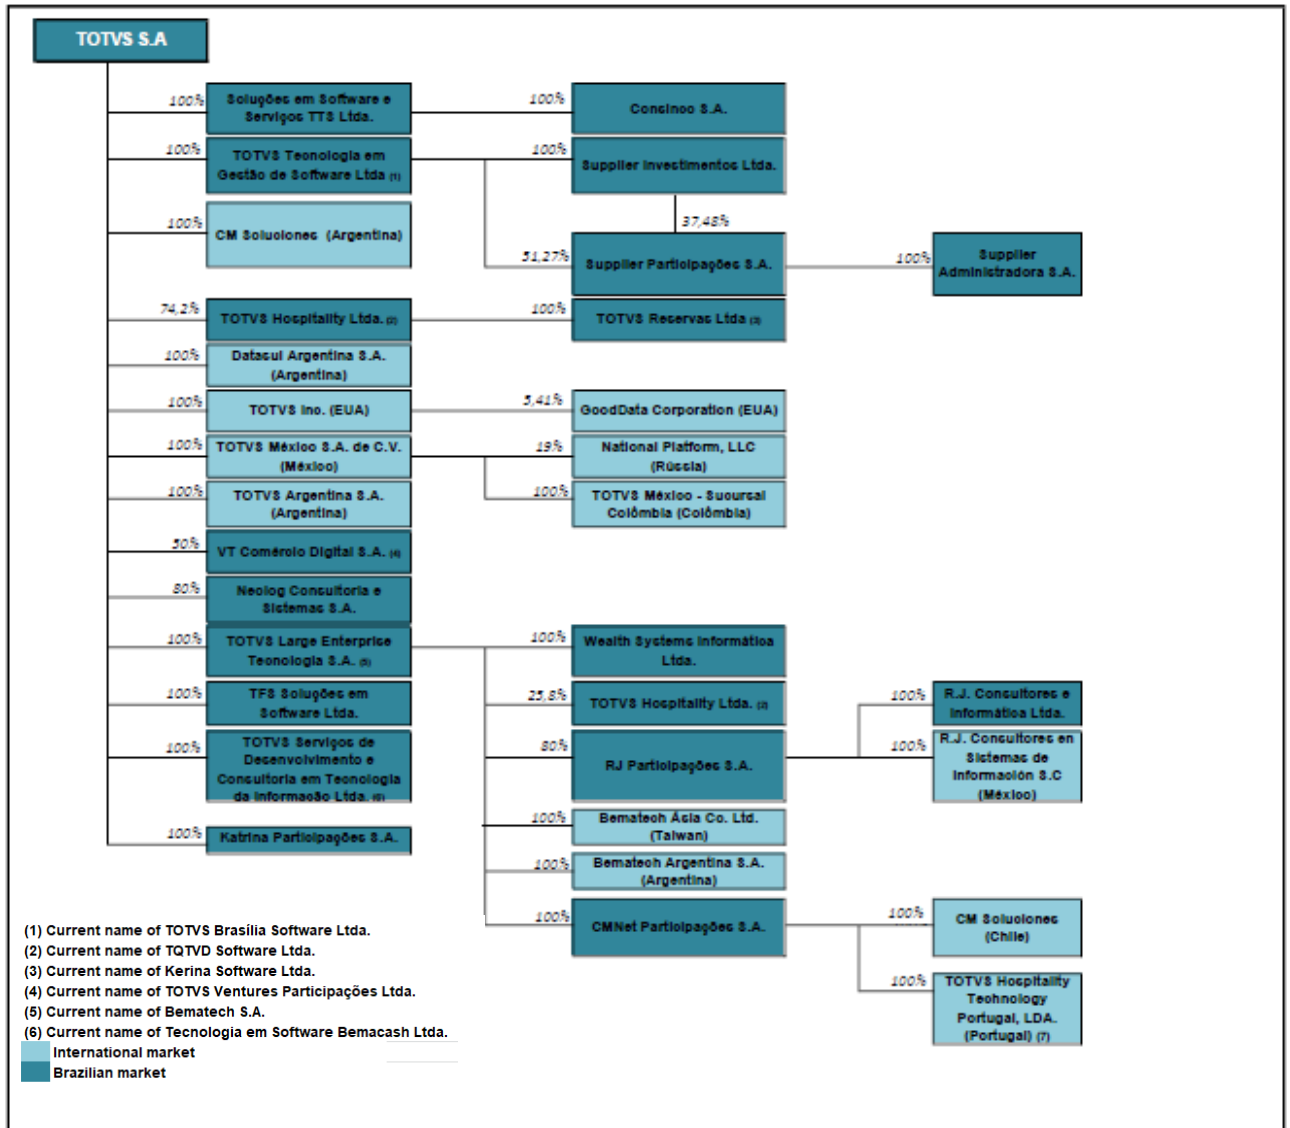 TOTVS S.A
100%
Soluções em Software e
Serviços TTS Ltda.
100%
Consinco S.A.
100%
TOTVS Tecnologia em
Gestão de Software Ltda (1)
100%
Supplier Investimentos Ltda.
37,48%
100%
CM Soluciones (Argentina)
51,27%
Supplier Participações S.A.
100%
Supplier
Administradora S.A.
74,2%
TOTVS Hospitality Ltda. (2)
100%
TOTVS Reservas Ltda (3)
100%
Datasul Argentina S.A.
(Argentina)
100%
TOTVS Inc. (EUA)
5,41%
GoodData Corporation (EUA)
100%
TOTVS México S.A. de C.V.
(México)
19%
National Platform, LLC
(Rússia)
100%
TOTVS Argentina S.A.
(Argentina)
100%
TOTVS México - Sucursal
Colômbia (Colômbia)
50%
VT Comércio Digital S.A. (4)
80%
Neolog Consultoria e
Sistemas S.A.
100%
TOTVS Large Enterprise
Tecnologia S.A. (5)
100%
Wealth Systems Informática
Ltda.
100%
TFS Soluções em
Software Ltda.
25,8%
TOTVS Hospitality Ltda. (2)
100%
R.J. Consultores e
Informática Ltda.
100%
TOTVS Serviços de
Desenvolvimento e
Consultoria em Tecnologia
da Informação Ltda. (6)
80%
RJ Participações S.A.
100%
R.J. Consultores en
Sistemas de
Información S.C
(México)
100%
Katrina Participações S.A.
100%
Bematech Ásia Co. Ltd.
(Taiwan)
100%
Bematech Argentina S.A.
(Argentina)
100%
CMNet Participações S.A.
100%
CM Soluciones
(Chile)
100%
TOTVS Hospitality
Technology
Portugal, LDA.
(Portugal) (7)
(1) Current name of TOTVS Brasília Software Ltda.
(2) Current name of TQTVD Software Ltda.
(3) Current name of Kerina Software Ltda.
(4) Current name of TOTVS Ventures Participações Ltda.
(5) Current name of Bematech S.A.
(6) Current name of Tecnologia em Software Bemacash Ltda.
International market
Brazilian market